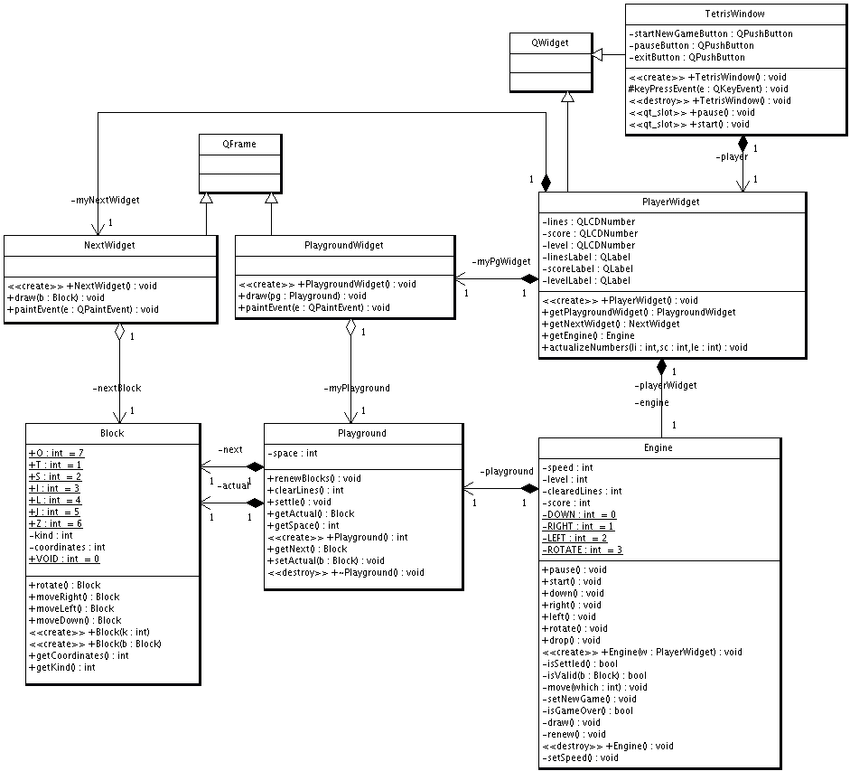 TetrisWindow
-startNewGameButton : QPushButton
-pauseButton : QPushButton
-exitButton : QPushButton
<<create>> +TetrisWindow() : void
#keyPressEvent(e : QKeyEvent) : void
<<destroy>> +TetrisWindow() : void
<<qt_slot>> +pause() : void
<<qt_slot>> +start() : void
QWidget
1
-player
1
QFrame
-myNextWidget
1
1
NextWidget
<<create>> +NextWidget() : void
+draw(b : Block) : void
+paintEvent(e : QPaintEvent) : void
PlaygroundWidget
<<create>> +PlaygroundWidget() : void
+draw(pg : Playground) : void
+paintEvent(e : QPaintEvent) : void
-myPgWidget
1
1
PlayerWidget
-lines : QLCDNumber
-score : QLCDNumber
-level : QLCDNumber
-linesLabel : QLabel
-scoreLabel : QLabel
-levelLabel : QLabel
<<create>> +PlayerWidget() : void
+getPlaygroundWidget() : PlaygroundWidget
+getNextWidget() : NextWidget
+getEngine() : Engine
+actualizeNumbers(li : int,sc : int,le : int) : void
1
-nextBlock
1
1
-myPlayground
1
1
-playerWidget
-engine
1
Block
+O : int = 7
+T : int = 1
+S : int = 2
+I : int = 3
+L : int = 4
+J : int = 5
+Z : int = 6
-kind : int
-coordinates : int
+VOID : int = 0
+rotate() : Block
+moveRight() : Block
+moveLeft() : Block
+moveDown() : Block
<<create>> +Block(k : int)
<<create>> +Block(b : Block)
+getCoordinates() : int
+getKind() : int
-next
1
1
-actual
1
1
Playground
-space : int
+renewBlocks() : void
+clearLines() : int
+settle() : void
+getActual() : Block
+getSpace() : int
<<create>> +Playground() : int
+getNext() : Block
+setActual(b : Block) : void
<<destroy>> +~Playground() : void
-playground
1
1
Engine
-speed : int
-level : int
-clearedLines : int
-score : int
-DOWN : int = 0
-RIGHT : int = 1
-LEFT : int = 2
-ROTATE : int = 3
+pause() : void
+start() : void
+down() : void
+right() : void
+left() : void
+rotate() : void
+drop() : void
<<create>> +Engine(w : PlayerWidget) : void
-isSettled() : bool
-isValid(b : Block) : bool
-move(which : int) : void
-setNewGame() : void
-isGameOver() : bool
-draw() : void
-renew() : void
<<destroy>> +Engine() : void
-setSpeed() : void